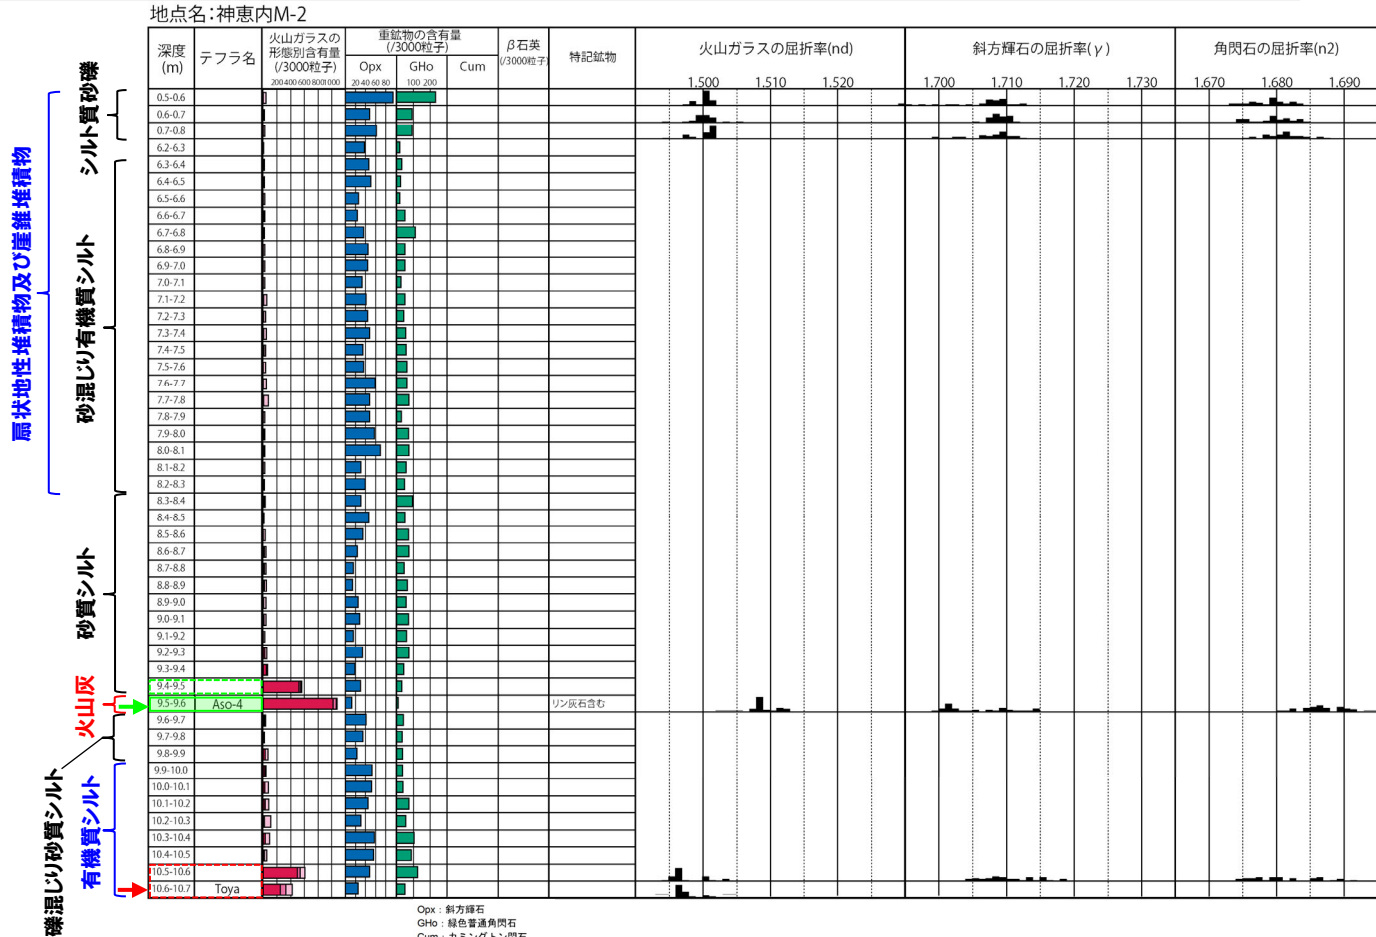 地点名：神恵内M-2
深度
(m)
テフラ名
火山ガラスの
形態別含有量
(/3000粒子)
2004006008001000
重鉱物の含有量
(/3000粒子)
Opx
GHo
Cum
20 40 60 80
100 200
β石英
(/3000粒子)
特記鉱物
火山ガラスの屈折率(nd)
1.500 1.510 1.520
斜方輝石の屈折率(γ)
1.700 1.710 1.720 1.730
角閃石の屈折率(n2)
1.670 1.680 1.690
0.5-0.6
0.6-0.7
0.7-0.8
6.2-6.3
6.3-6.4
6.4-6.5
6.5-6.6
6.6-6.7
6.7-6.8
6.8-6.9
6.9-7.0
7.0-7.1
7.1-7.2
7.2-7.3
7.3-7.4
7.4-7.5
7.5-7.6
7.6-7.7
7.7-7.8
7.8-7.9
7.9-8.0
8.0-8.1
8.1-8.2
8.2-8.3
8.3-8.4
8.4-8.5
8.5-8.6
8.6-8.7
8.7-8.8
8.8-8.9
8.9-9.0
9.0-9.1
9.1-9.2
9.2-9.3
9.3-9.4
9.4-9.5
9.5-9.6 Aso-4 リン灰石含む
9.6-9.7
9.7-9.8
9.8-9.9
9.9-10.0
10.0-10.1
10.1-10.2
10.2-10.3
10.3-10.4
10.4-10.5
10.5-10.6
10.6-10.7 Toya
扇状地性堆積物及び崖錐堆積物
シルト質砂礫
砂混じり有機質シルト
砂質シルト
火山灰
礫混じり砂質シルト
有機質シルト
Opx：斜方輝石
GHo：緑色普通角閃石
Cum：カミングトン閃石